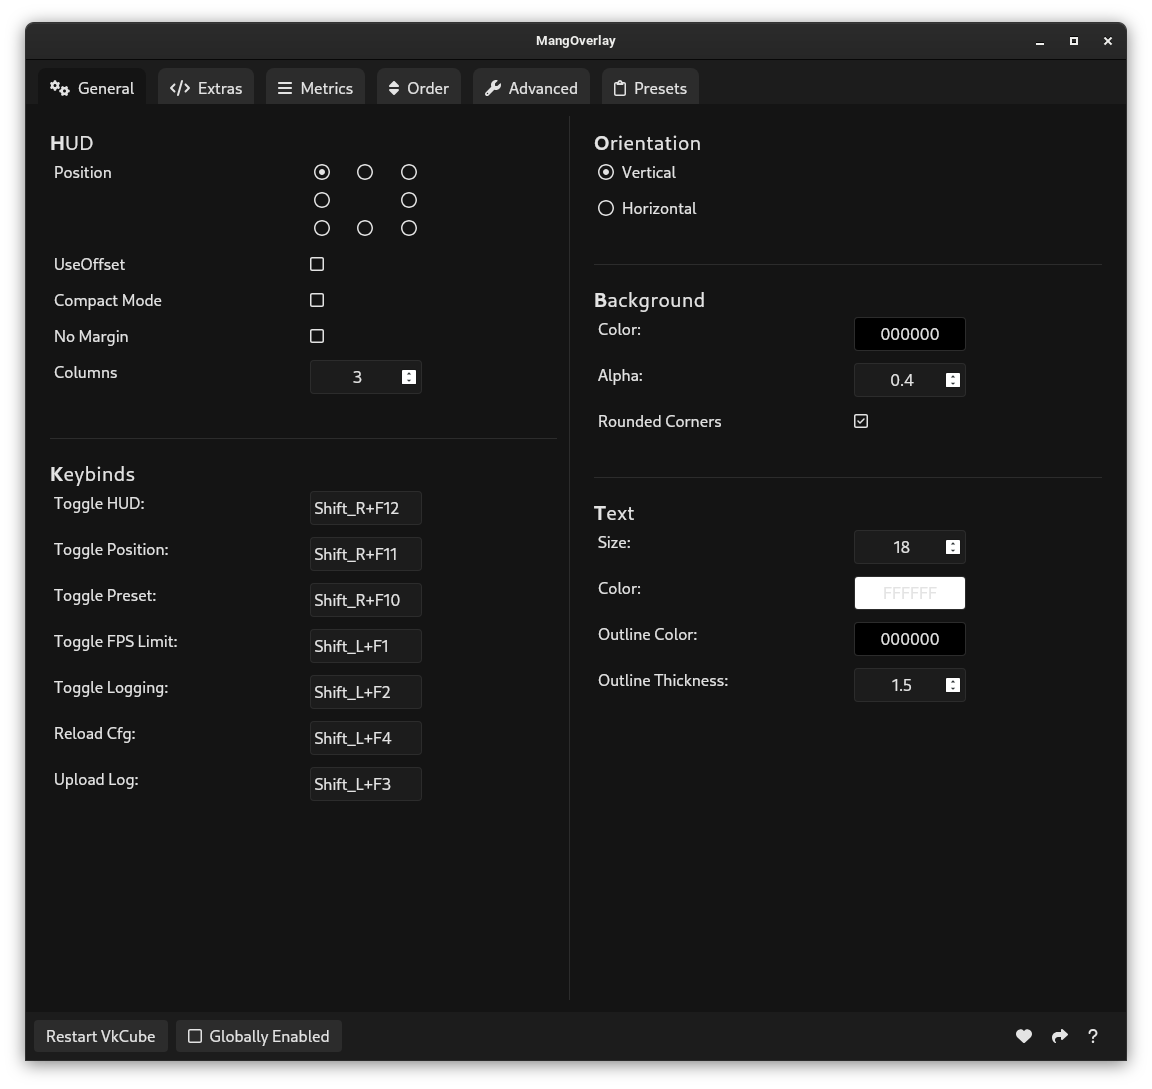 MangOverlay
General
Extras
Metrics
Order
Advanced
Presets
HUD
Position
UseOffset
Compact Mode
No Margin
Columns 3
Keybinds
Toggle HUD: Shift_R+F12
Toggle Position: Shift_R+F11
Toggle Preset: Shift_R+F10
Toggle FPS Limit: Shift_L+F1
Toggle Logging: Shift_L+F2
Reload Cfg: Shift_L+F4
Upload Log: Shift_L+F3
Orientation
Vertical
Horizontal
Background
Color: 000000
Alpha: 0.4
Rounded Corners
Text
Size: 18
Color: FFFFFF
Outline Color: 000000
Outline Thickness: 1.5
Restart VkCube
Globally Enabled
?